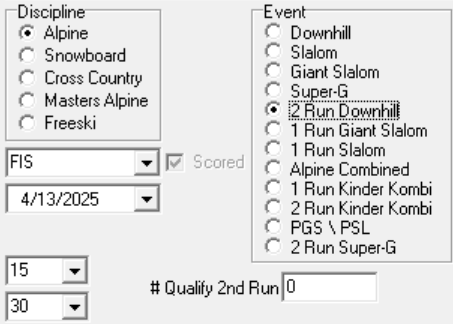 Discipline
Alpine
Snowboard
Cross Country
Masters Alpine
Freeski
FIS
Scored
4/13/2025
15
30
Event
Downhill
Slalom
Giant Slalom
Super-G
2 Run Downhill
1 Run Giant Slalom
1 Run Slalom
Alpine Combined
1 Run Kinder Kombi
2 Run Kinder Kombi
PGS \ PSL
2 Run Super-G
# Qualify 2nd Run 0